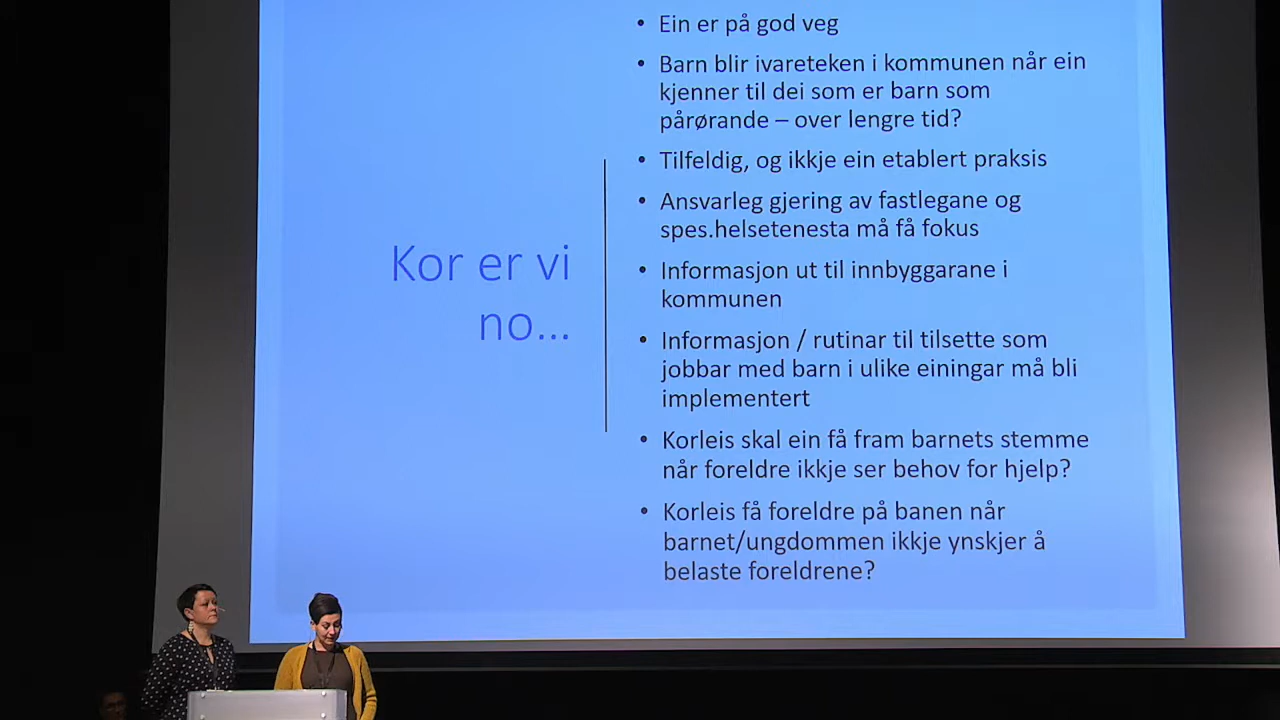 Kor er vi
no...
• Ein er på god veg
• Barn blir ivareteken i kommunen når ein
kjenner til dei som er barn som
pårørande – over lengre tid?
• Tilfeldig, og ikkje ein etablert praksis
• Ansvarleg gjering av fastlegane og
spes.helsetenesta må få fokus
• Informasjon ut til innbyggarane i
kommunen
• Informasjon / rutinar til tilsette som
jobbar med barn i ulike einingar må bli
implementert
• Korleis skal ein få fram barnets stemme
når foreldre ikkje ser behov for hjelp?
• Korleis få foreldre på banen når
barnet/ungdommen ikkje ynskjer å
belaste foreldrene?